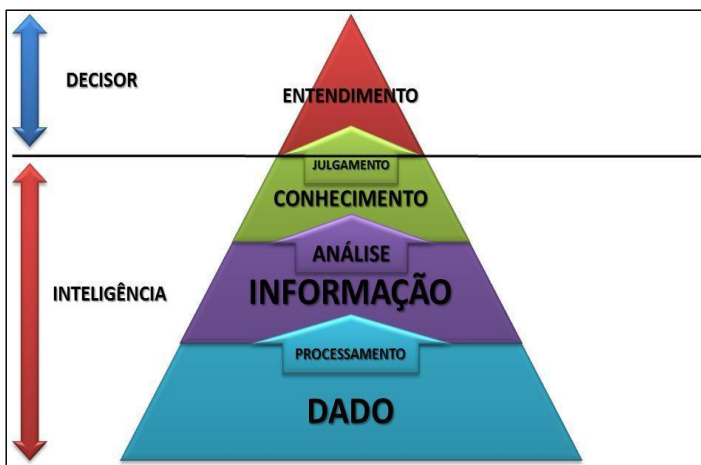 DECISOR
ENTENDIMENTO
JULGAMENTO
CONHECIMENTO
ANÁLISE
INTELIGÊNCIA
INFORMAÇÃO
PROCESSAMENTO
DADO